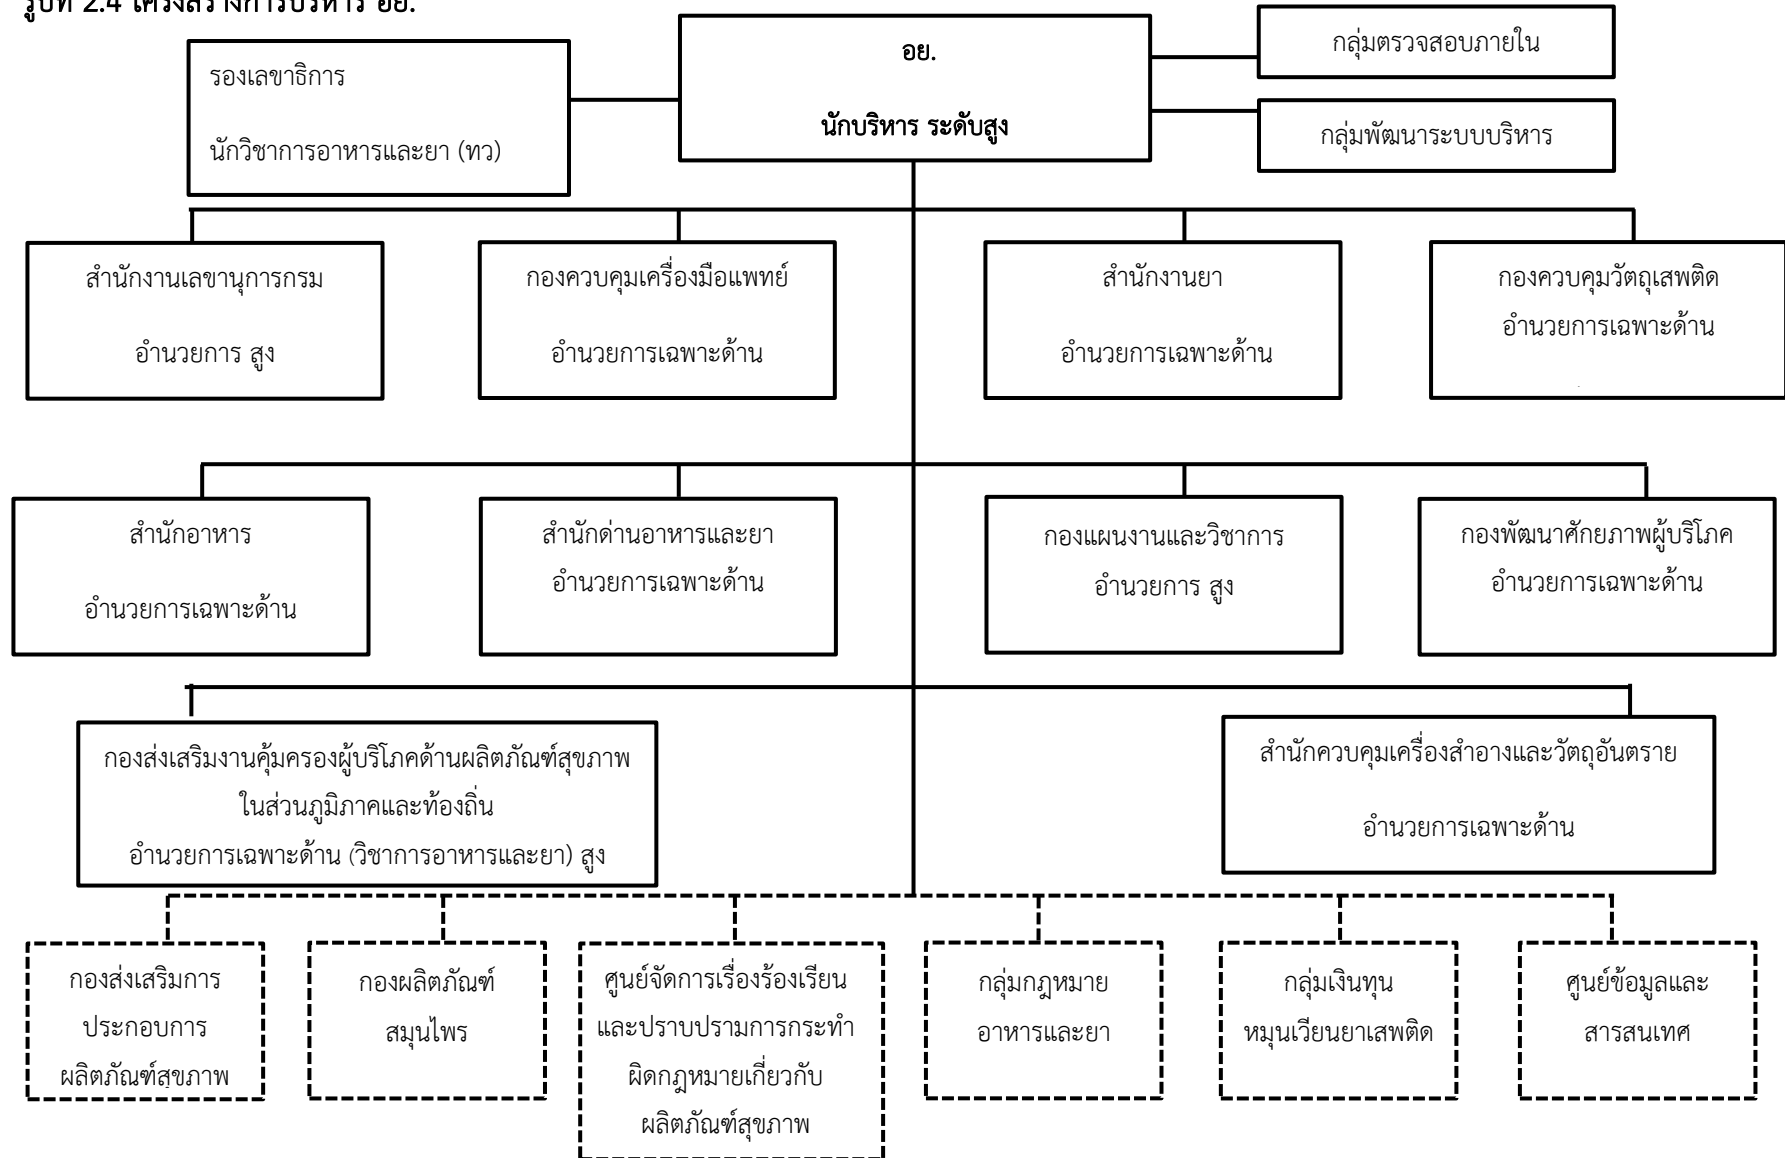 รูปที่ 2.4 โครงสร้างการบริหาร อย.
รองเลขาธิการ
นักวิชาการอาหารและยา (ทว)
อย.
นักบริหาร ระดับสูง
กลุ่มตรวจสอบภายใน
กลุ่มพัฒนาระบบบริหาร
สำนักงานเลขานุการกรม
อำนวยการ สูง
กองควบคุมเครื่องมือแพทย์
อำนวยการเฉพาะด้าน
สำนักงานยา
อำนวยการเฉพาะด้าน
กองควบคุมวัตถุเสพติด
อำนวยการเฉพาะด้าน
สำนักอาหาร
อำนวยการเฉพาะด้าน
สำนักด่านอาหารและยา
อำนวยการเฉพาะด้าน
กองแผนงานและวิชาการ
อำนวยการ สูง
กองพัฒนาศักยภาพผู้บริโภค
อำนวยการเฉพาะด้าน
กองส่งเสริมงานคุ้มครองผู้บริโภคด้านผลิตภัณฑ์สุขภาพ
ในส่วนภูมิภาคและท้องถิ่น
อำนวยการเฉพาะด้าน (วิชาการอาหารและยา) สูง
สำนักควบคุมเครื่องสำอางและวัตถุอันตราย
อำนวยการเฉพาะด้าน
กองส่งเสริมการ
ประกอบการ
ผลิตภัณฑ์สุขภาพ
กองผลิตภัณฑ์
สมุนไพร
ศูนย์จัดการเรื่องร้องเรียน
และปราบปรามการกระทำ
ผิดกฎหมายเกี่ยวกับ
ผลิตภัณฑ์สุขภาพ
กลุ่มกฎหมาย
อาหารและยา
กลุ่มเงินทุน
หมุนเวียนยาเสพติด
ศูนย์ข้อมูลและ
สารสนเทศ